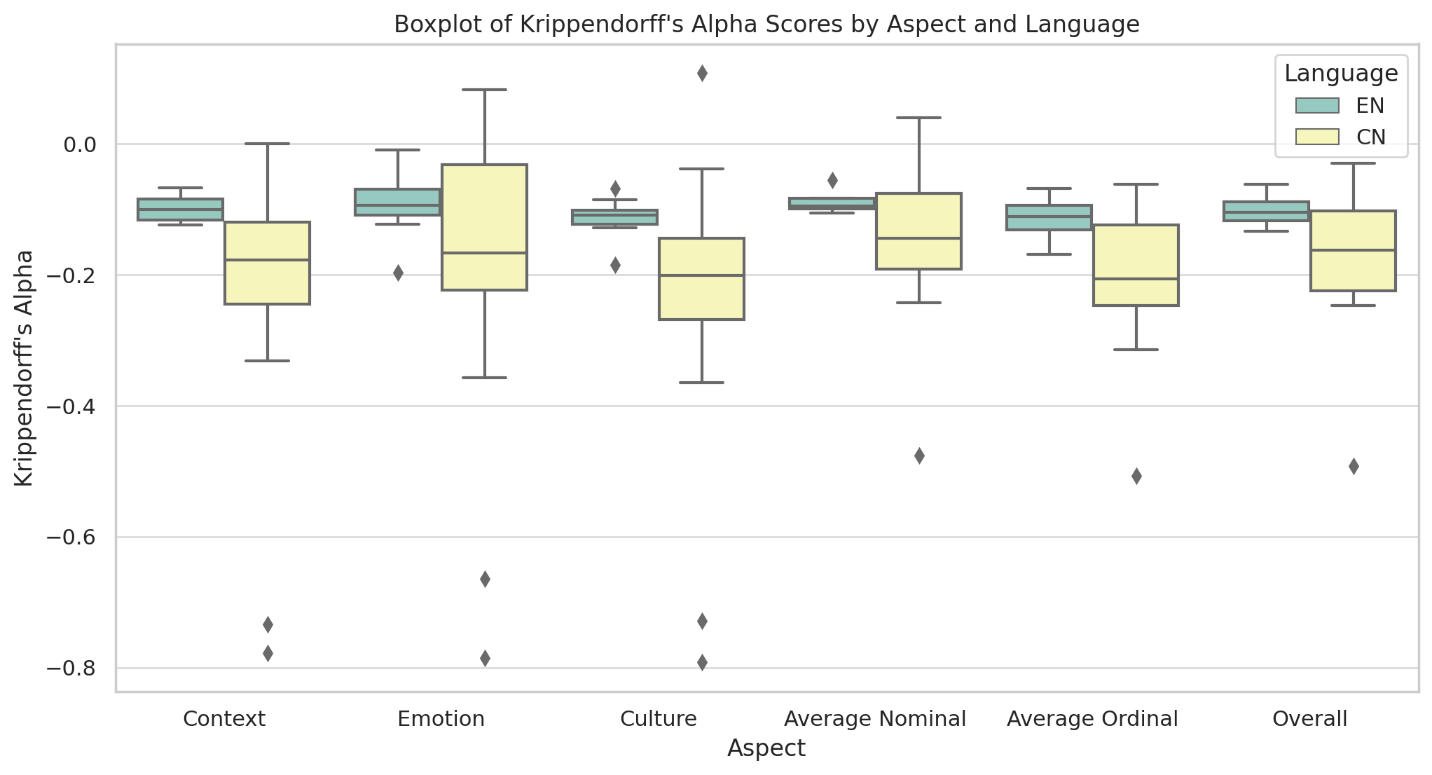 Boxplot of Krippendorff's Alpha Scores by Aspect and Language
Language
EN
CN
0.0
−0.2
−0.4
−0.6
−0.8
Krippendorff's Alpha
Context Emotion Culture Average Nominal Average Ordinal Overall
Aspect